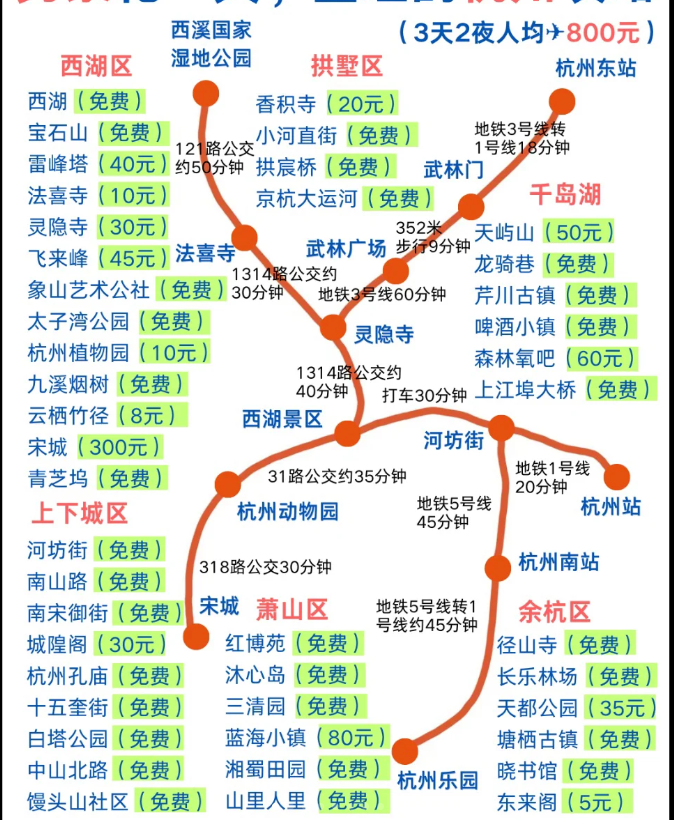 （3天2夜人均✈800元）
西溪国家
湿地公园
杭州东站
西湖区
西湖（免费）
宝石山（免费）
雷峰塔（40元）
法喜寺（10元）
灵隐寺（30元）
飞来峰（45元）
象山艺术公社（免费）
太子湾公园（免费）
杭州植物园（10元）
九溪烟树（免费）
云栖竹径（8元）
宋城（300元）
青芝坞（免费）
拱墅区
香积寺（20元）
小河直街（免费）
拱宸桥（免费）
京杭大运河（免费）
地铁3号线转
1号线18分钟
武林门
121路公交
约50分钟
千岛湖
天屿山（50元）
龙骑巷（免费）
芹川古镇（免费）
啤酒小镇（免费）
森林氧吧（60元）
上江埠大桥（免费）
352米
步行9分钟
武林广场
法喜寺
1314路公交约
30分钟
地铁3号线60分钟
灵隐寺
1314路公交约
40分钟
打车30分钟
西湖景区
河坊街
31路公交约35分钟
地铁1号线
20分钟
杭州站
杭州动物园
地铁5号线
45分钟
杭州南站
318路公交30分钟
宋城
地铁5号线转1
号线约45分钟
杭州乐园
上下城区
河坊街（免费）
南山路（免费）
南宋御街（免费）
城隍阁（30元）
杭州孔庙（免费）
十五奎街（免费）
白塔公园（免费）
中山北路（免费）
馒头山社区（免费）
萧山区
红博苑（免费）
沐心岛（免费）
三清园（免费）
蓝海小镇（80元）
湘蜀田园（免费）
山里人里（免费）
余杭区
径山寺（免费）
长乐林场（免费）
天都公园（35元）
塘栖古镇（免费）
晓书馆（免费）
东来阁（5元）